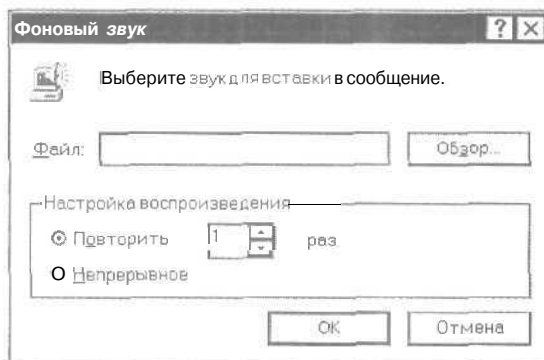 Фоновый звук
Выберите звук для вставки в сообщение.
Файл:
Обзор...
Настройка воспроизведения
Повторить 1 раз
Непрерывное
OK Отмена